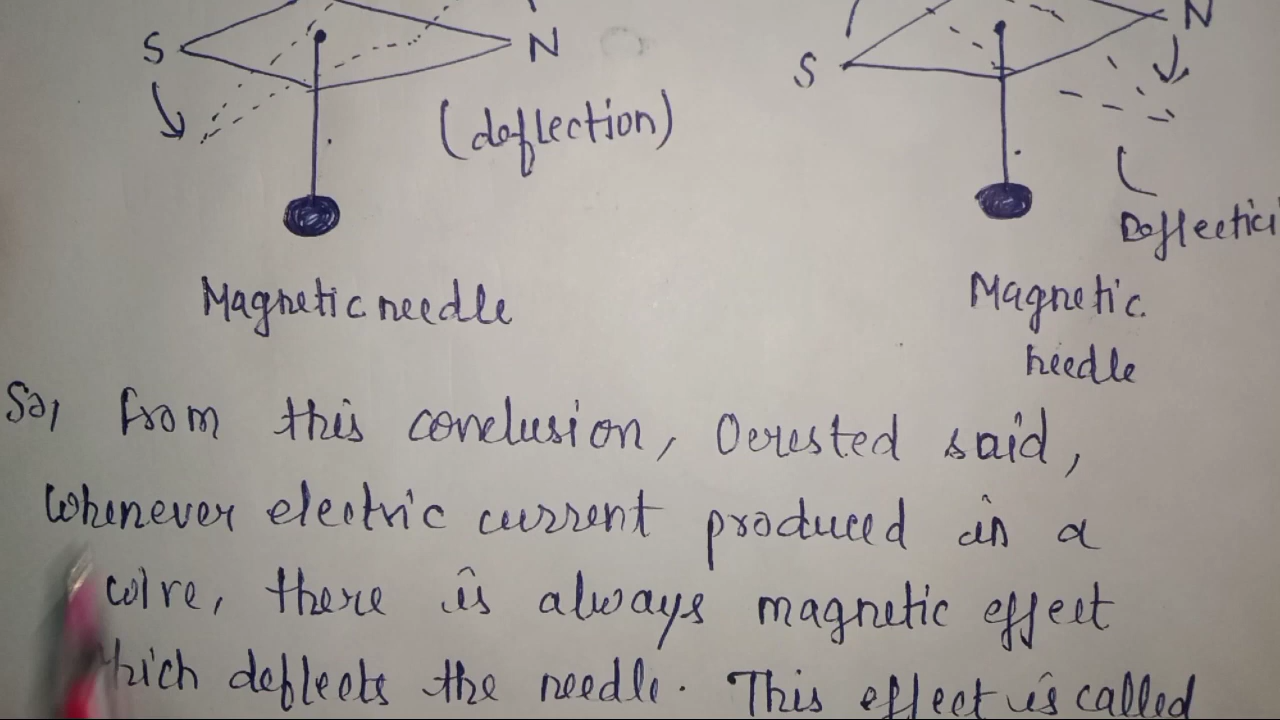 S N
N
S
(deflection)
Deflectio
Magnetic needle
Magnetic
needle
So, from this conclusion, Oersted said,
whenever electric current produced in a
wire, there is always magnetic effect
which deflects the needle. This effect is called